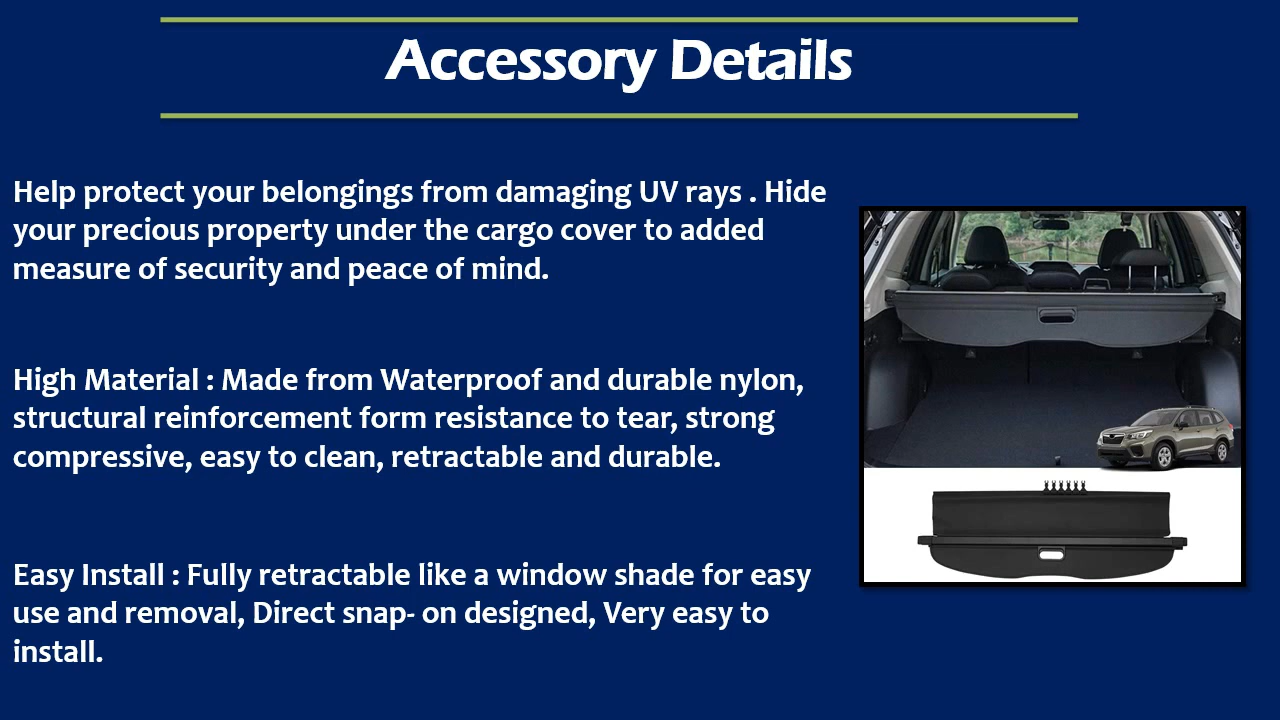 Accessory Details
Help protect your belongings from damaging UV rays . Hide
your precious property under the cargo cover to added
measure of security and peace of mind.
High Material : Made from Waterproof and durable nylon,
structural reinforcement form resistance to tear, strong
compressive, easy to clean, retractable and durable.
Easy Install : Fully retractable like a window shade for easy
use and removal, Direct snap- on designed, Very easy to
install.